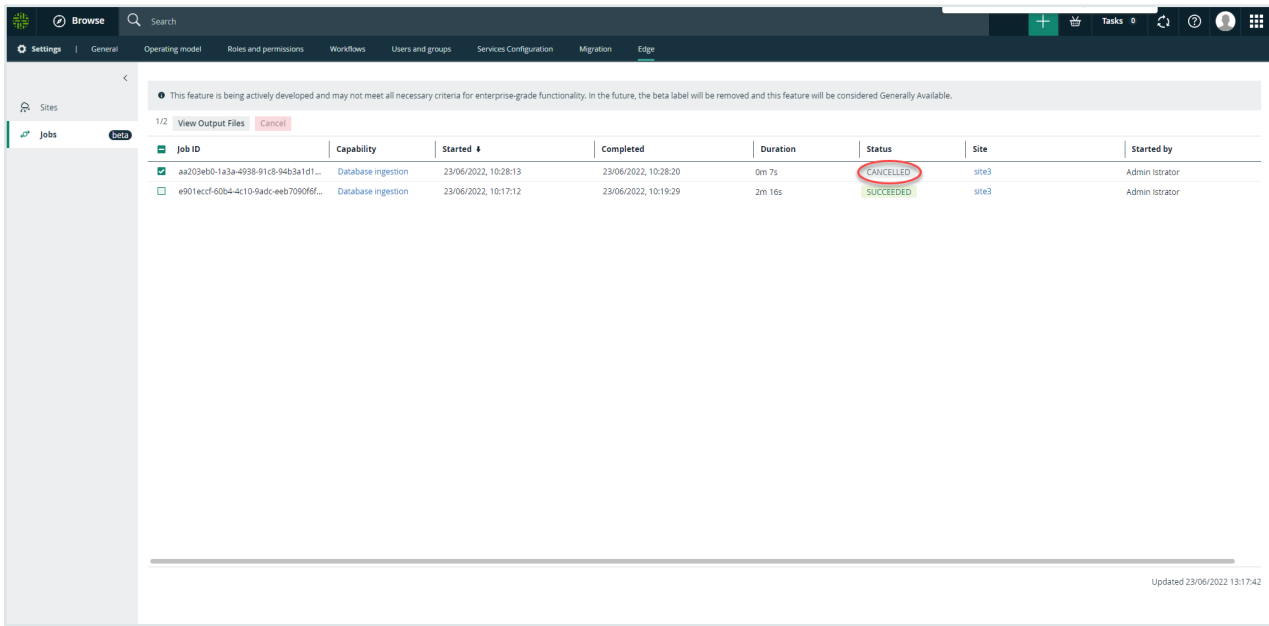 Browse Search Tasks 0
Settings | General Operating model Roles and permissions Workflows Users and groups Services Configuration Migration Edge
Sites
Jobs beta
This feature is being actively developed and may not meet all necessary criteria for enterprise-grade functionality. In the future, the beta label will be removed and this feature will be considered Generally Available.
1/2 View Output Files Cancel
Job ID Capability Started Completed Duration Status Site Started by
aa203eb0-1a3a-4938-91c8-94b3a1d1... Database ingestion 23/06/2022, 10:28:13 23/06/2022, 10:28:20 0m 7s CANCELLED site3 Admin Istrator
e901eccf-60b4-4c10-9adc-eeb7090f6f... Database ingestion 23/06/2022, 10:17:12 23/06/2022, 10:19:29 2m 16s SUCCEEDED site3 Admin Istrator
Updated 23/06/2022 13:17:42